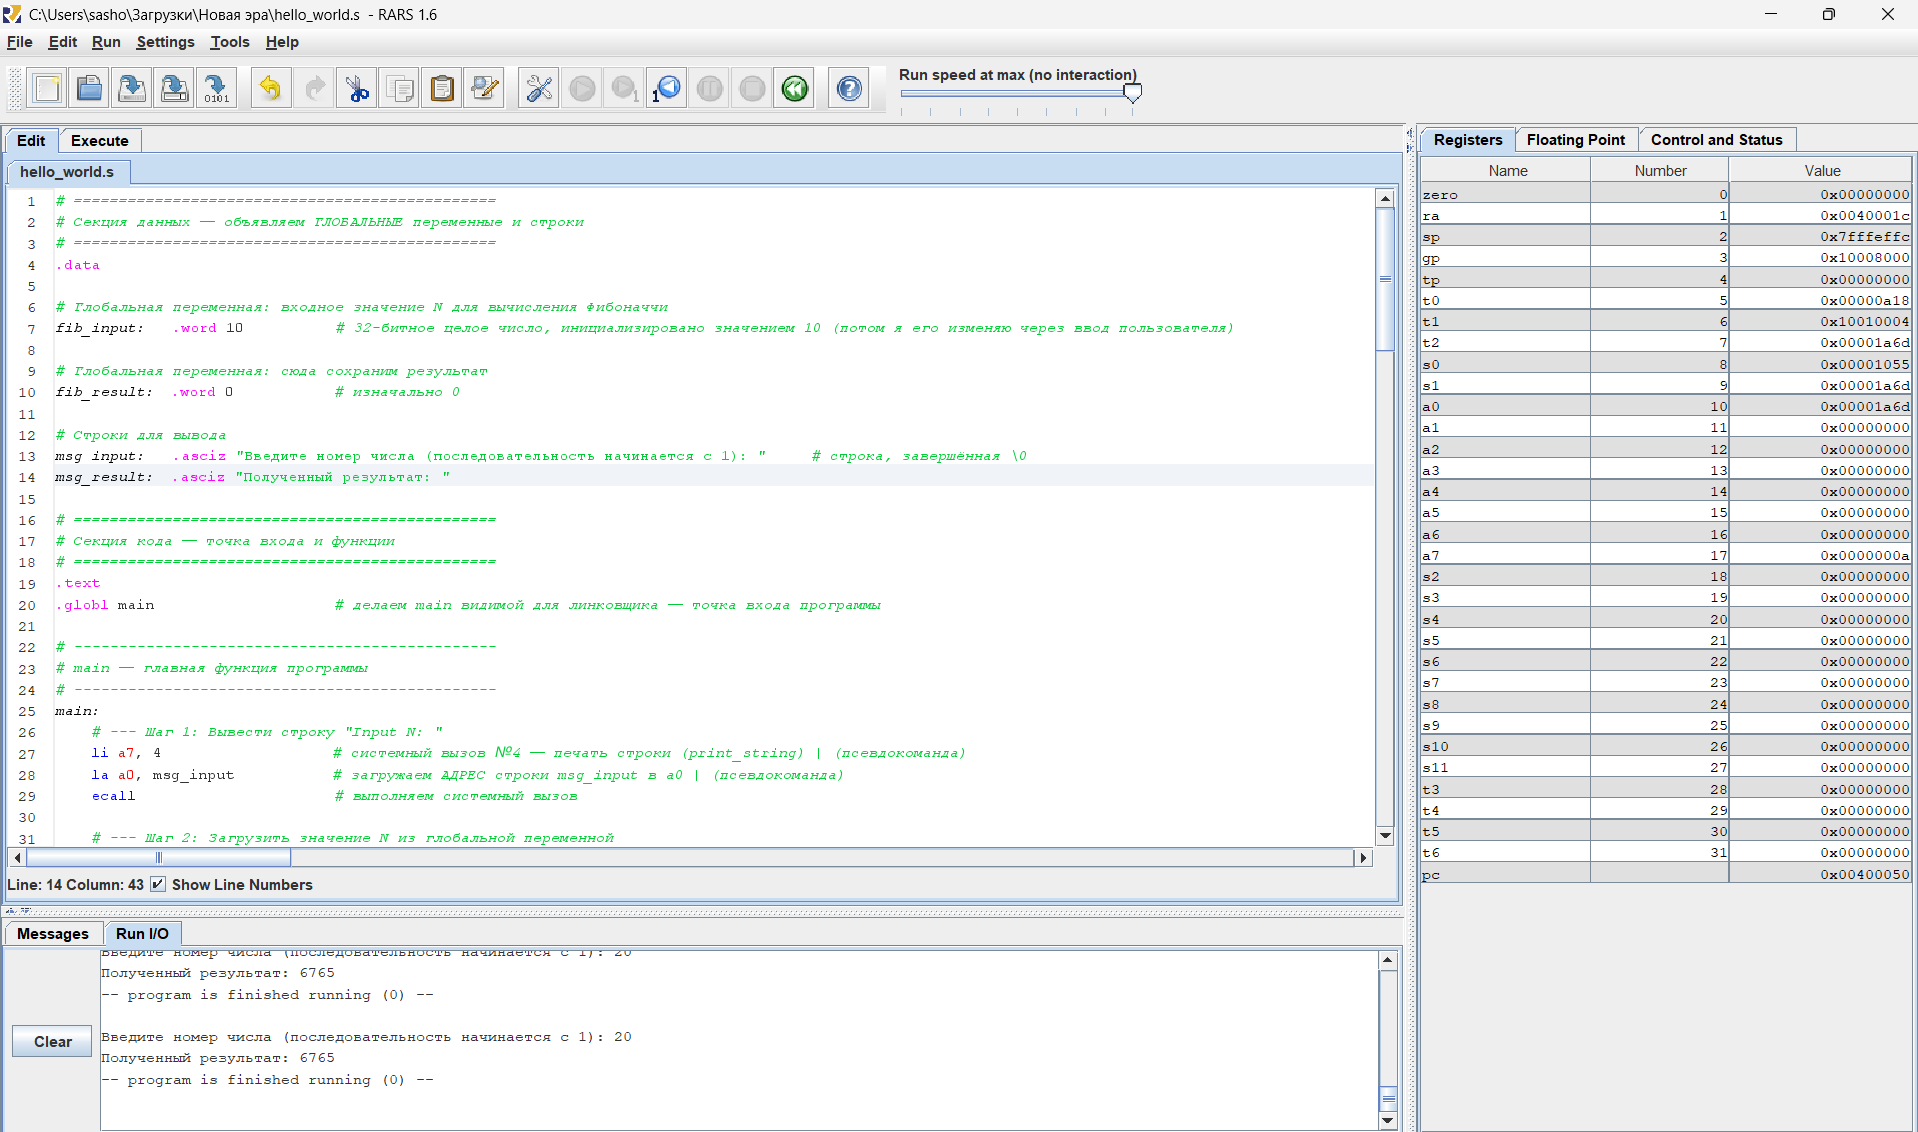 C:\Users\sasho\Загрузки\Новая эра\hello_world.s - RARS 1.6
File Edit Run Settings Tools Help
Run speed at max (no interaction)
Edit Execute
hello_world.s
1 # ===============================================
2 # Секция данных — объявляем ГЛОБАЛЬНЫЕ переменные и строки
3 # ===============================================
4 .data
5
6 # Глобальная переменная: входное значение N для вычисления Фибоначчи
7 fib_input: .word 10 # 32-битное целое число, инициализировано значением 10 (потом я его изменяю через ввод пользователя)
8
9 # Глобальная переменная: сюда сохраним результат
10 fib_result: .word 0 # изначально 0
11
12 # Строки для вывода
13 msg_input: .asciz "Введите номер числа (последовательность начинается с 1): " # строка, завершённая \0
14 msg_result: .asciz "Полученный результат: "
15
16 # ===============================================
17 # Секция кода — точка входа и функции
18 # ===============================================
19 .text
20 .globl main # делаем main видимой для линковщика — точка входа программы
21
22 # -----------------------------------------------
23 # main — главная функция программы
24 # -----------------------------------------------
25 main:
26 # --- Шаг 1: Вывести строку "Input N: "
27 li a7, 4 # системный вызов №4 — печать строки (print_string) | (псевдокоманда)
28 la a0, msg_input # загружаем АДРЕС строки msg_input в a0 | (псевдокоманда)
29 ecall # выполняем системный вызов
30
31 # --- Шаг 2: Загрузить значение N из глобальной переменной
Line: 14 Column: 43 Show Line Numbers
Messages Run I/O
Clear
Введите номер числа (последовательность начинается с 1): 20
Полученный результат: 6765
-- program is finished running (0) --
Введите номер числа (последовательность начинается с 1): 20
Полученный результат: 6765
-- program is finished running (0) --
Registers Floating Point Control and Status
Name Number Value
zero 0 0x00000000
ra 1 0x0040001c
sp 2 0x7fffeffc
gp 3 0x10008000
tp 4 0x00000000
t0 5 0x00000a18
t1 6 0x10010004
t2 7 0x00001a6d
s0 8 0x00001055
s1 9 0x00001a6d
a0 10 0x00001a6d
a1 11 0x00000000
a2 12 0x00000000
a3 13 0x00000000
a4 14 0x00000000
a5 15 0x00000000
a6 16 0x00000000
a7 17 0x0000000a
s2 18 0x00000000
s3 19 0x00000000
s4 20 0x00000000
s5 21 0x00000000
s6 22 0x00000000
s7 23 0x00000000
s8 24 0x00000000
s9 25 0x00000000
s10 26 0x00000000
s11 27 0x00000000
t3 28 0x00000000
t4 29 0x00000000
t5 30 0x00000000
t6 31 0x00000000
pc 0x00400050